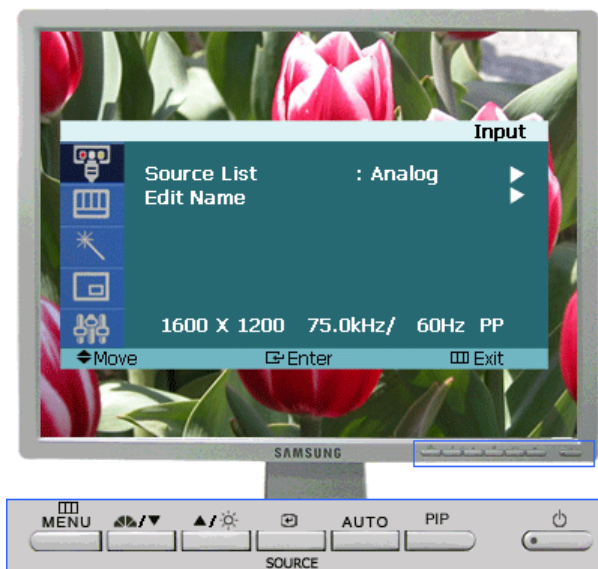 Input
Source List : Analog
Edit Name
1600 X 1200 75.0kHz/ 60Hz PP
Move Enter Exit
SAMSUNG
MENU AUTO PIP
SOURCE